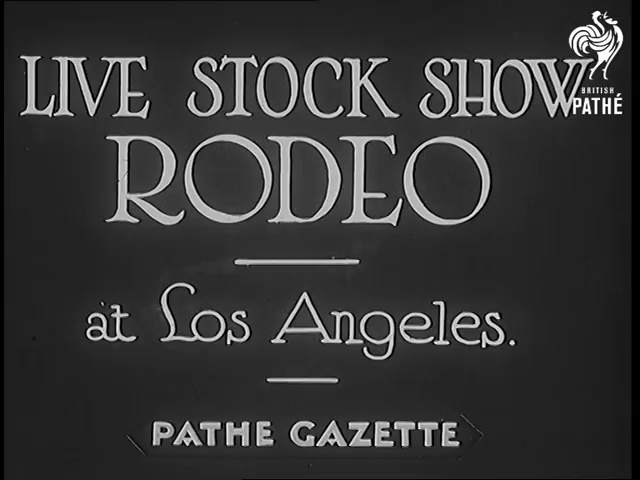 LIVE STOCK SHOW
RODEO
at Los Angeles.
PATHE GAZETTE
BRITISH
PATHÉ